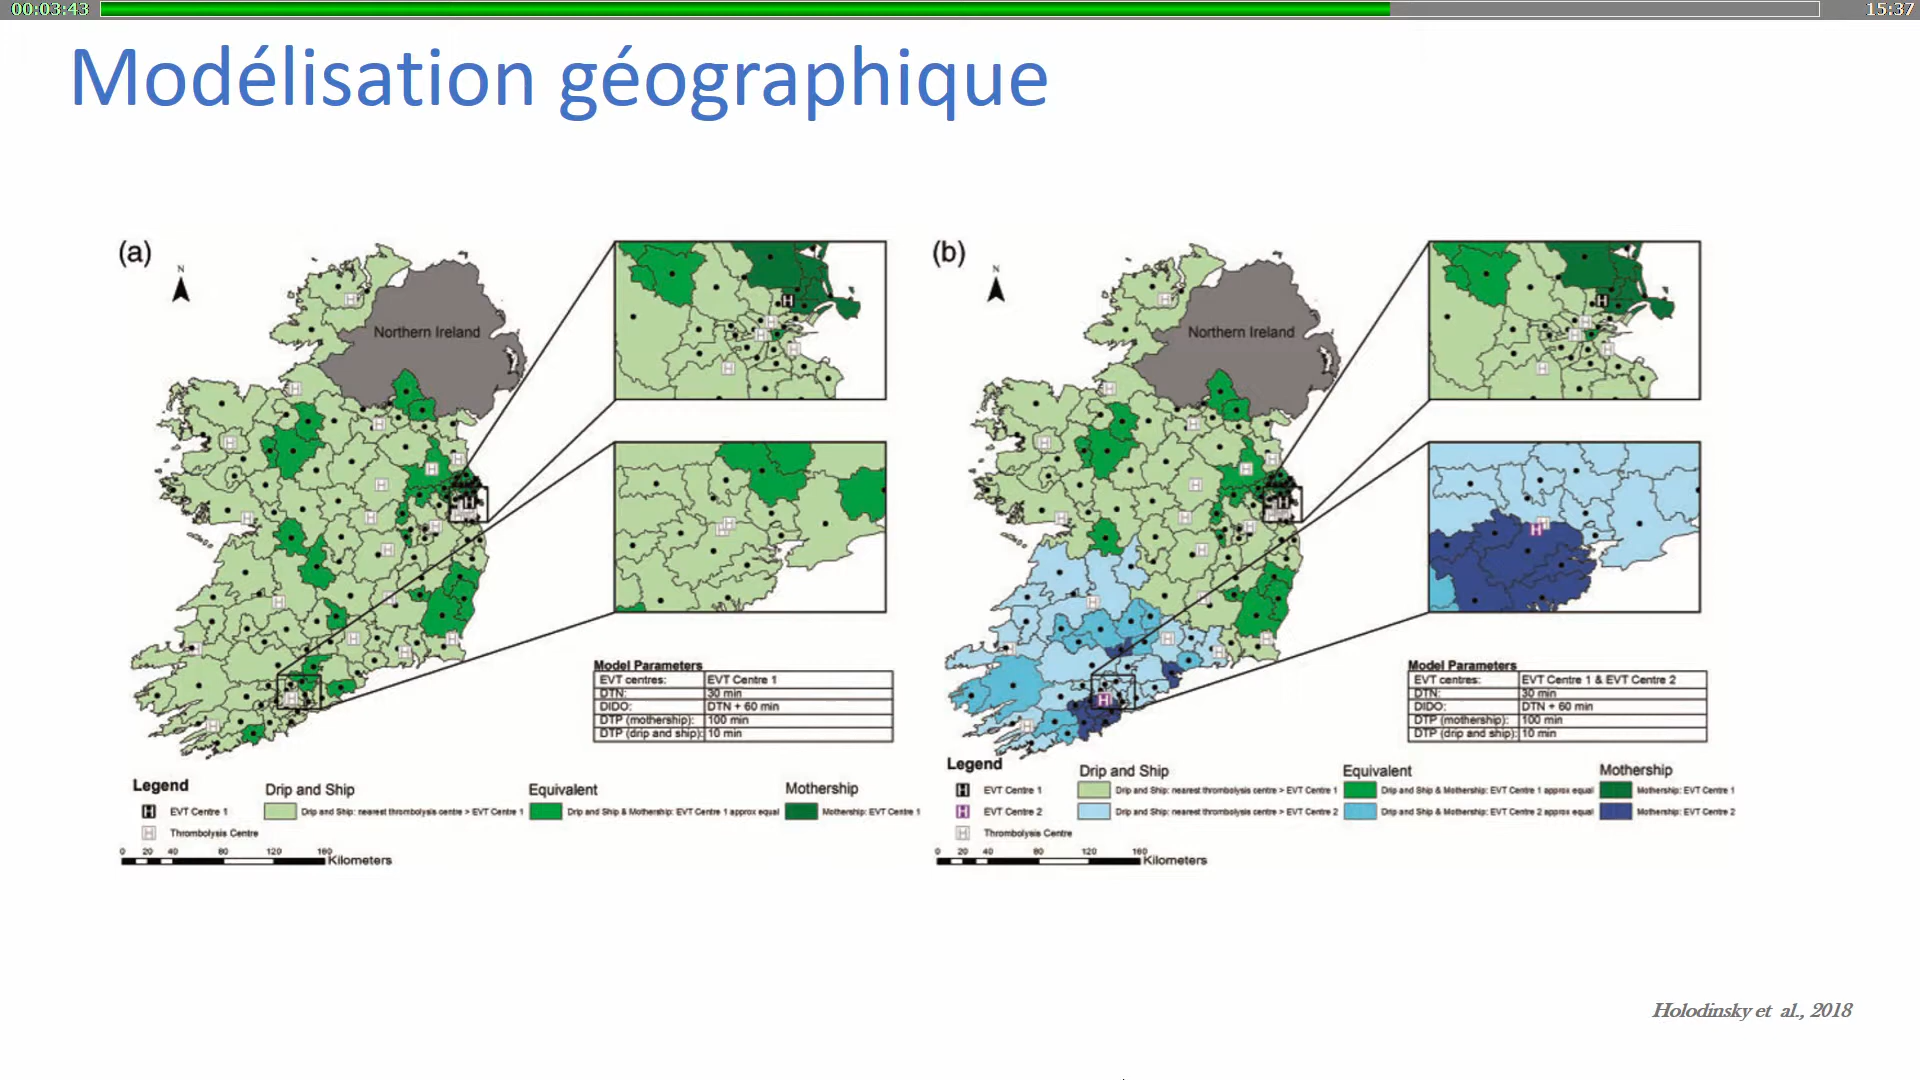 00:03:43
15:37
Modélisation géographique
(a)
N
Northern Ireland
Model Parameters
EVT centres: EVT Centre 1
DTN: 30 min
DIDO: DTN + 60 min
DTP (mothership): 100 min
DTP (drip and ship): 10 min
Legend
Drip and Ship
Equivalent
Mothership
H EVT Centre 1
Drip and Ship: nearest thrombolysis centre > EVT Centre 1
Drip and Ship & Mothership: EVT Centre 1 approx equal
Mothership: EVT Centre 1
H Thrombolysis Centre
0 20 40 80 120 160
Kilometers
(b)
N
Northern Ireland
Model Parameters
EVT centres: EVT Centre 1 & EVT Centre 2
DTN: 30 min
DIDO: DTN + 60 min
DTP (mothership): 100 min
DTP (drip and ship): 10 min
Legend
Drip and Ship
Equivalent
Mothership
H EVT Centre 1
Drip and Ship: nearest thrombolysis centre > EVT Centre 1
Drip and Ship & Mothership: EVT Centre 1 approx equal
Mothership: EVT Centre 1
H EVT Centre 2
Drip and Ship: nearest thrombolysis centre > EVT Centre 2
Drip and Ship & Mothership: EVT Centre 2 approx equal
Mothership: EVT Centre 2
H Thrombolysis Centre
0 20 40 80 120 160
Kilometers
Holodinsky et al., 2018